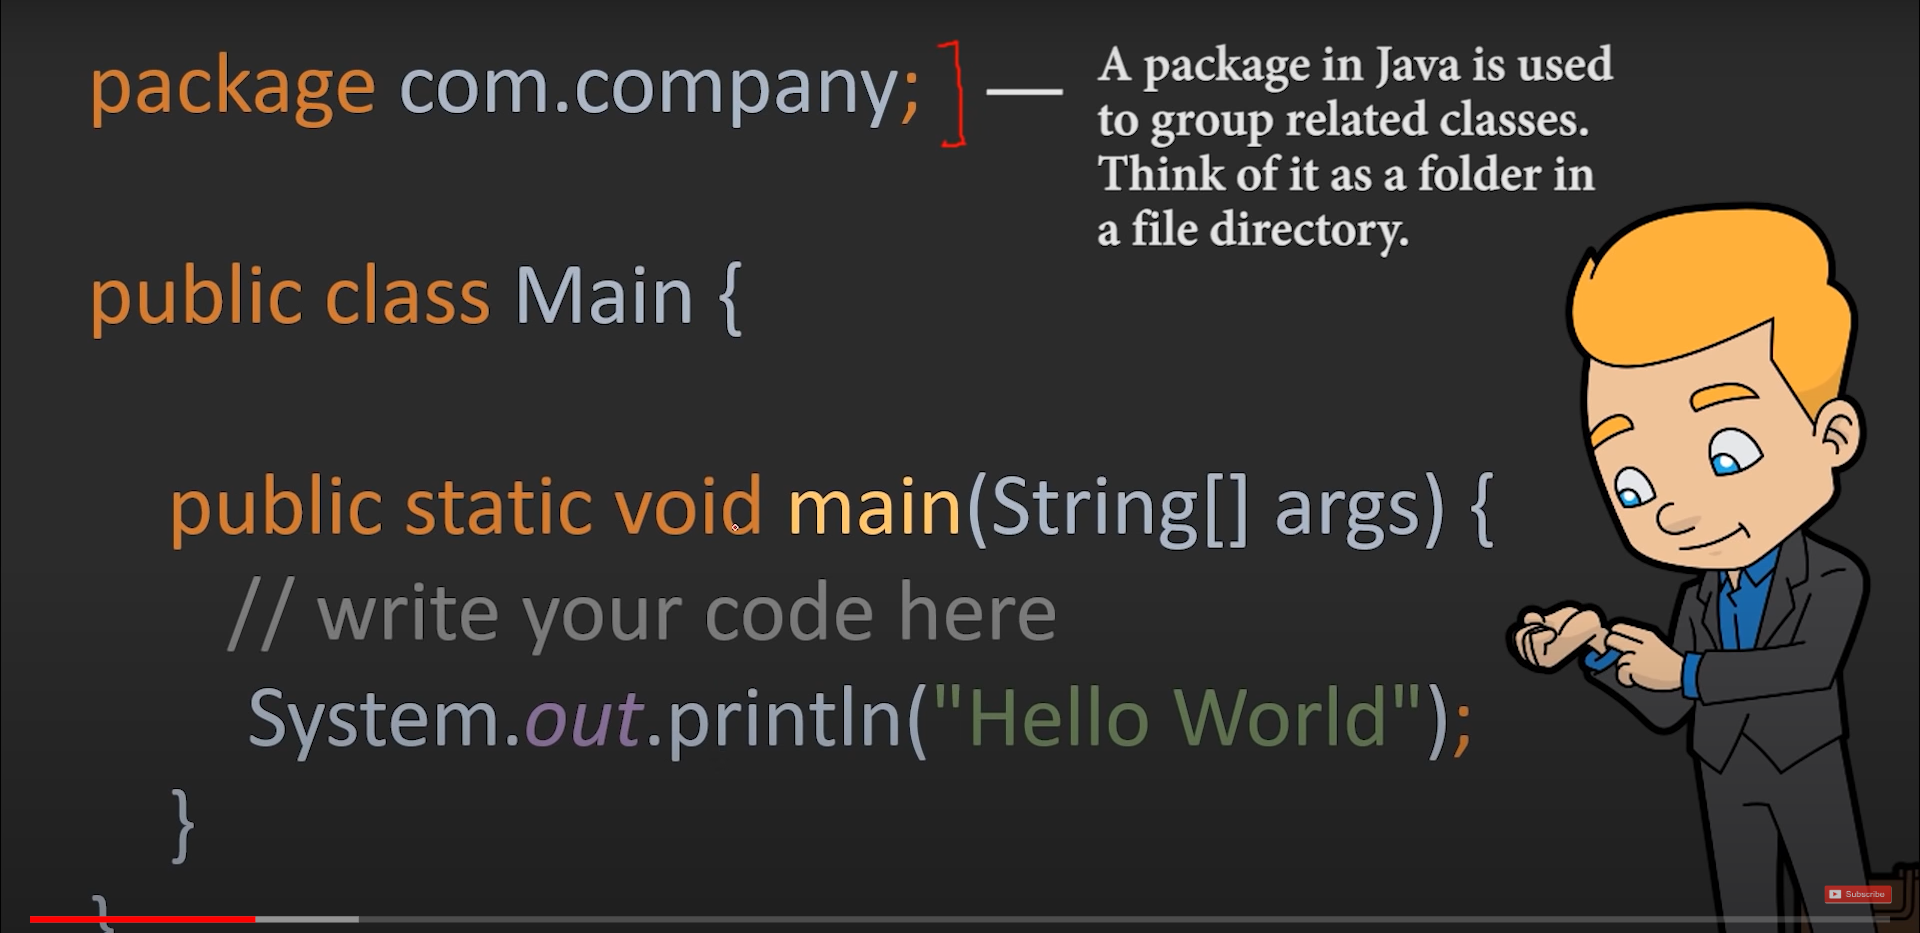 package com.company;
A package in Java is used
to group related classes.
Think of it as a folder in
a file directory.
public class Main {
public static void main(String[] args) {
// write your code here
System.out.println("Hello World");
}
}
Subscribe